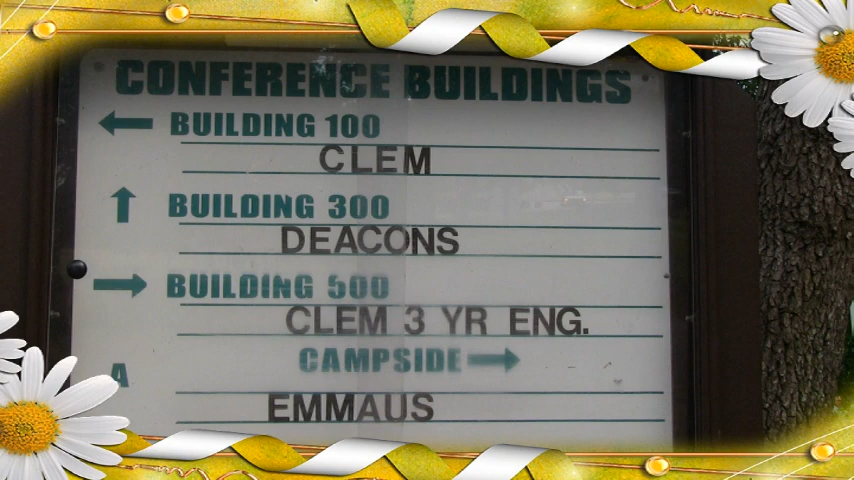 CONFERENCE BUILDINGS
BUILDING 100
CLEM
BUILDING 300
DEACONS
BUILDING 500
CLEM 3 YR ENG.
CAMPSIDE
A
EMMAUS